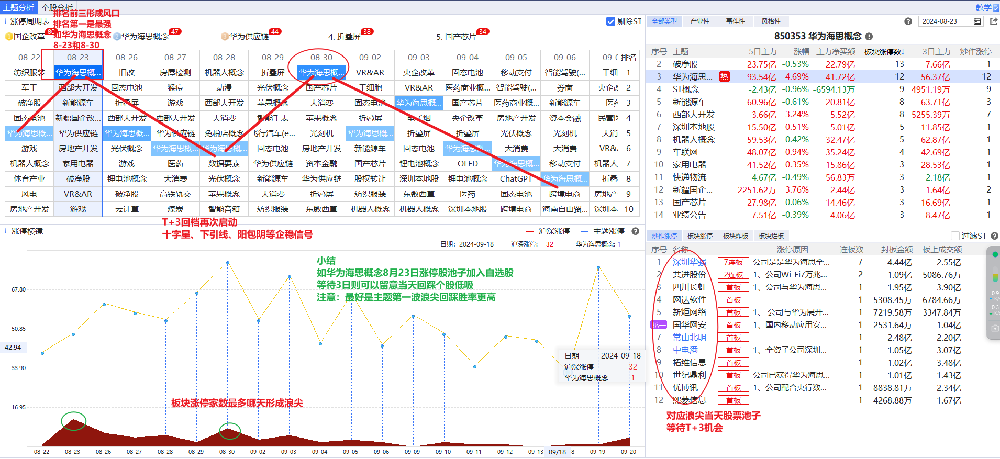 主题分析 个股分析 教学
涨停周期表
剔除ST
排名前三形成风口
排名第一是最强
如华为海思概念
8-23和8-30
1 国企改革 80
2 华为海思概念 47
3 华为供应链 44
4. 折叠屏 38
5. 国产芯片 34
08-22 08-23 08-26 08-27 08-28 08-29 08-30 09-02 09-03 09-04 09-05 09-06 09-0 排名
纺织服装 华为海思概... 旧改 房屋检测 机器人概念 折叠屏 华为海思概... VR&AR 央企改革 固态电池 移动支付 智能驾驶(... 干细 1
军工 西部大开发 固态电池 猴痘 动漫 光伏概念 国产芯片 干细胞 VR&AR 医药商业概... 智能驾驶(... 券商 央企改 2
破净股 新能源车 折叠屏 游戏 西部大开发 苹果概念 大消费 固态电池 华为海思概... 国产芯片 医药商业概... 新能源车 医药 3
固态电池 新疆国企改... 西部大开发 西部大开发 大消费 智能手表 苹果概念 折叠屏 电子烟 央企改革 房地产开发 资本金融 民营医 4
华为海思概... 华为供应链 华为海思概... 华为供应链 免税店概念 飞行汽车(e... 光刻机 华为海思概... 折叠屏 折叠屏 光伏概念 光刻机 大消 5
游戏 房地产开发 光伏概念 华为海思概... 华为海思概... 固态电池 房地产开发 新能源车 固态电池 华为海思概... 大消费 大消费 VR& 6
机器人概念 家用电器 游戏 医药 数据要素 华为供应链 资本金融 国产芯片 锂电池概念 OLED 华为海思概... 移动支付 机器人 7
体育产业 破净股 锂电池概念 大消费 光伏概念 新能源车 华为供应链 股权转让 深圳本地股 锂电池概念 ChatGPT 华为海思概... 折叠 8
风电 VR&AR 破净股 高铁轨交 苹果概念 大消费 折叠屏 纺织服装 东数西算 医药 固态电池 跨境电商 房地产 9
房地产开发 游戏 云计算 煤炭 智能音箱 纺织服装 东数西算 机器人概念 机器人概念 深圳本地股 跨境电商 海南自由贸... 深圳本 10
T+3回档再次启动
十字星、下引线、阳包阴等企稳信号
涨停棱镜
沪深涨停 主题涨停
日期: 2024-09-18 沪深涨停: 32 华为海思概念: 1
小结
如华为海思概念8月23日涨停股池子加入自选股
等待3日则可以留意当天回踩个股低吸
注意：最好是主题第一波浪尖回踩胜率更高
67.80
50.85
42.94
33.90
16.95
日期 2024-09-18
沪深涨停 32
华为海思概念 1
板块涨停家数最多哪天形成浪尖
08-22 08-23 08-26 08-27 08-28 08-29 08-30 09-02 09-03 09-04 09-05 09-06 09-09 09-10 09-11 09-12 09-13 09/18 8 09-19 09-20
全部类型 产业性 事件性 风格性 2024-08-23
850353 华为海思概念
序号 主题 5日主力 涨幅 主力净买额 板块涨停数↓ 3日主力 炒作涨停
2 破净股 23.75亿 -0.53% 22.79亿 13 7.66亿 1
3 华为海思... 热 93.54亿 4.69% 41.72亿 12 56.37亿 12
4 ST概念 -2.43亿 -0.96% -6594.13万 9 4951.19万 9
5 新能源车 60.96亿 -0.61% 20.81亿 8 63.71亿 3
6 西部大开发 3.66亿 3.24% 5.52亿 8 5255.39万 7
7 深圳本地股 15.50亿 0.51% 5.01亿 5 11.85亿 1
8 机器人概念 59.53亿 -0.42% 32.47亿 5 62.87亿 1
9 车联网 48.07亿 0.94% 35.24亿 4 42.69亿 1
10 家用电器 41.52亿 0.35% 15.86亿 3 28.53亿 1
11 快递物流 -4.67亿 -0.49% 56.83万 3 -2.18亿 1
12 新疆国企... 2251.62万 3.76% 2.44亿 3 1.64亿 2
13 国产芯片 27.98亿 -0.06% 14.46亿 3 16.69亿 1
14 业绩公告 7.51亿 -0.39% 4.06亿 3 8.47亿 1
炒作涨停 板块涨停 板块炸板 板块烂板 过滤ST
序号 名称 涨停原因 连板数 封板金额 板上成交额
1 深圳华强 7连板 公司是是华为海思全... 7 4.44亿 2.55亿
2 共进股份 2连板 1、公司Wi-Fi7万兆... 2 1.09亿 5086.76万
3 四川长虹 首板 1、公司与华为海思... 1 1.95亿 3.90亿
4 网达软件 首板 1 5308.45万 6784.66万
5 新炬网络 首板 1、 公司与华为展开... 1 7219.58万 3347.84万
龙一 国华网安 首板 1、国内移动应用安... 1 2531.64万 1.04亿
7 常山北明 首板 1 2.48亿 2.20亿
8 中电港 首板 1、全资子公司深圳... 1 1.05亿 3.07亿
9 拓维信息 首板 1 1.02亿 3.48亿
10 世纪鼎利 首板 公司已获得华为海思... 1 1.01亿 1.43亿
11 优博讯 首板 1、公司配合央行数... 1 8838.81万 2.34亿
12 熙菱信息 首板 1 4268.88万 1.67亿
对应浪尖当天股票池子
等待T+3机会
0.9
K/
0.3
K/